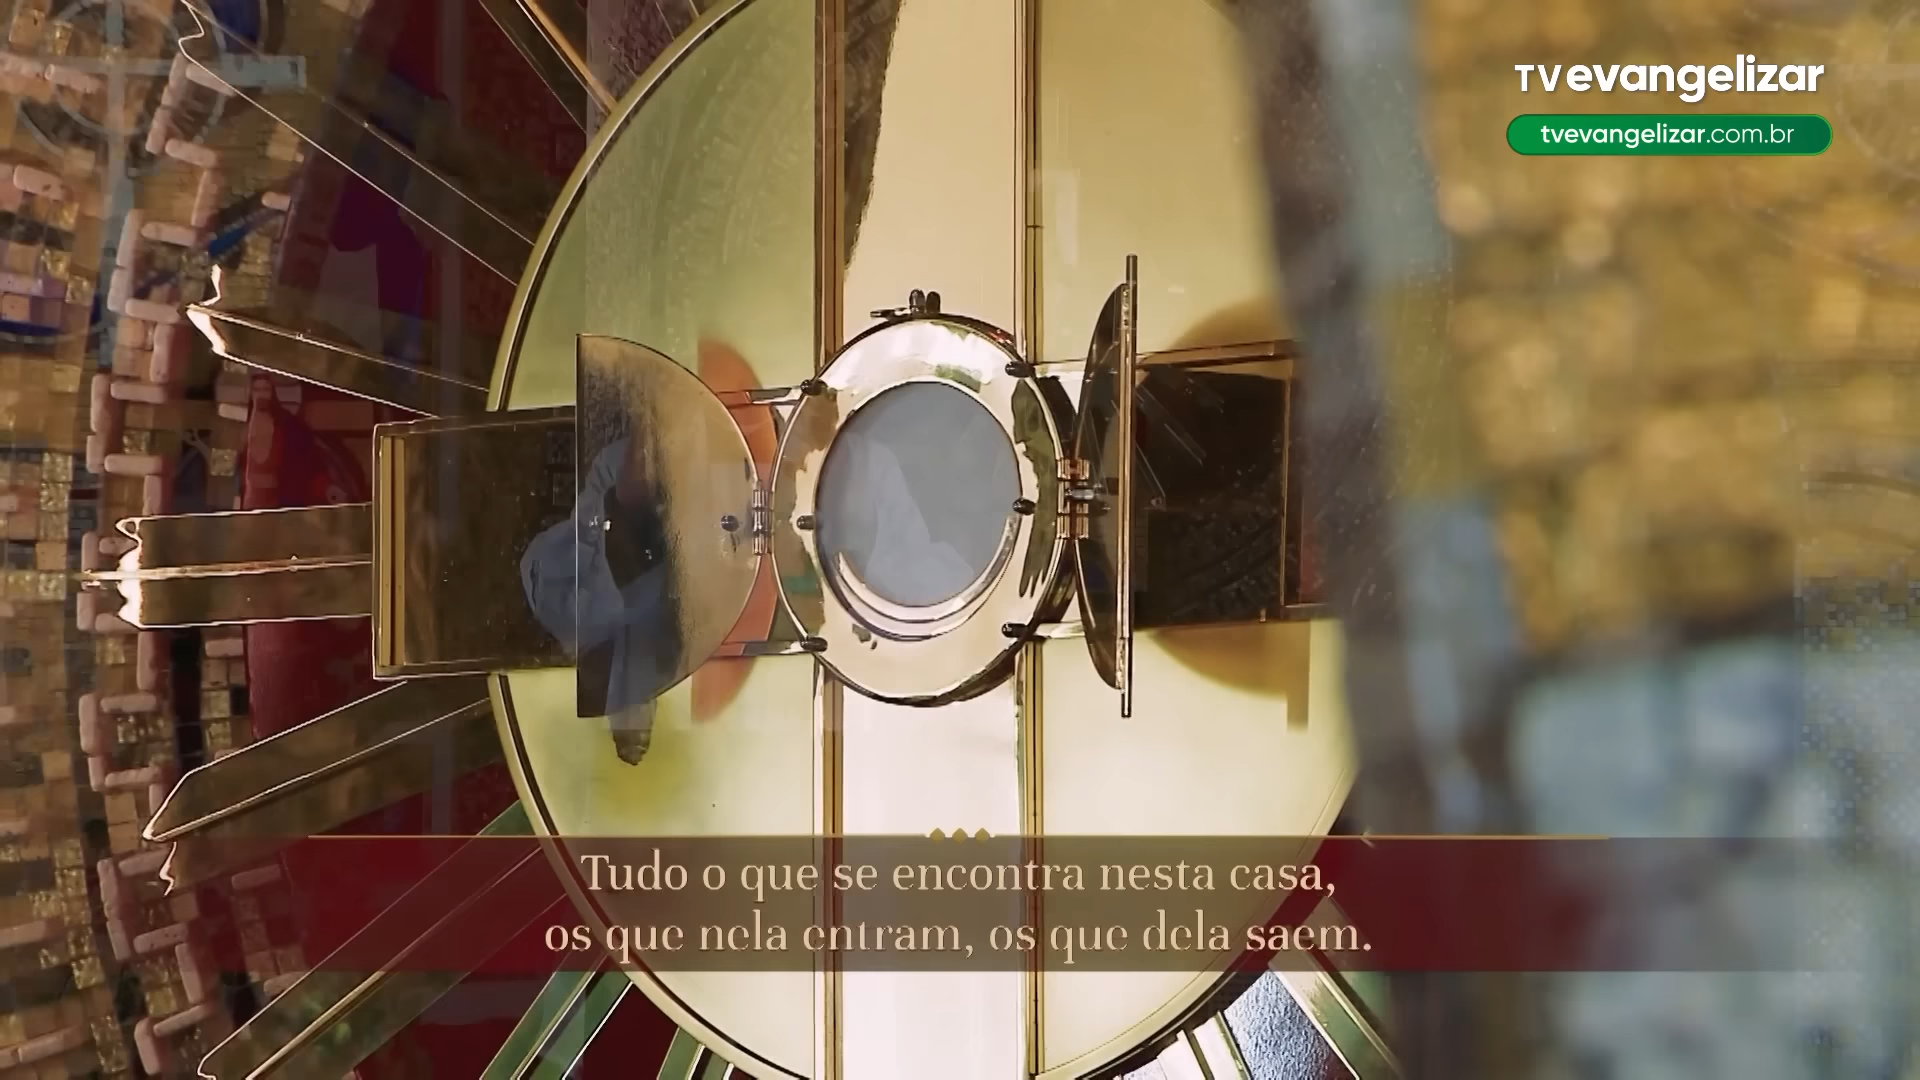 TVevangelizar
tvevangelizar.com.br
Tudo o que se encontra nesta casa,
os que nela entram, os que dela saem.